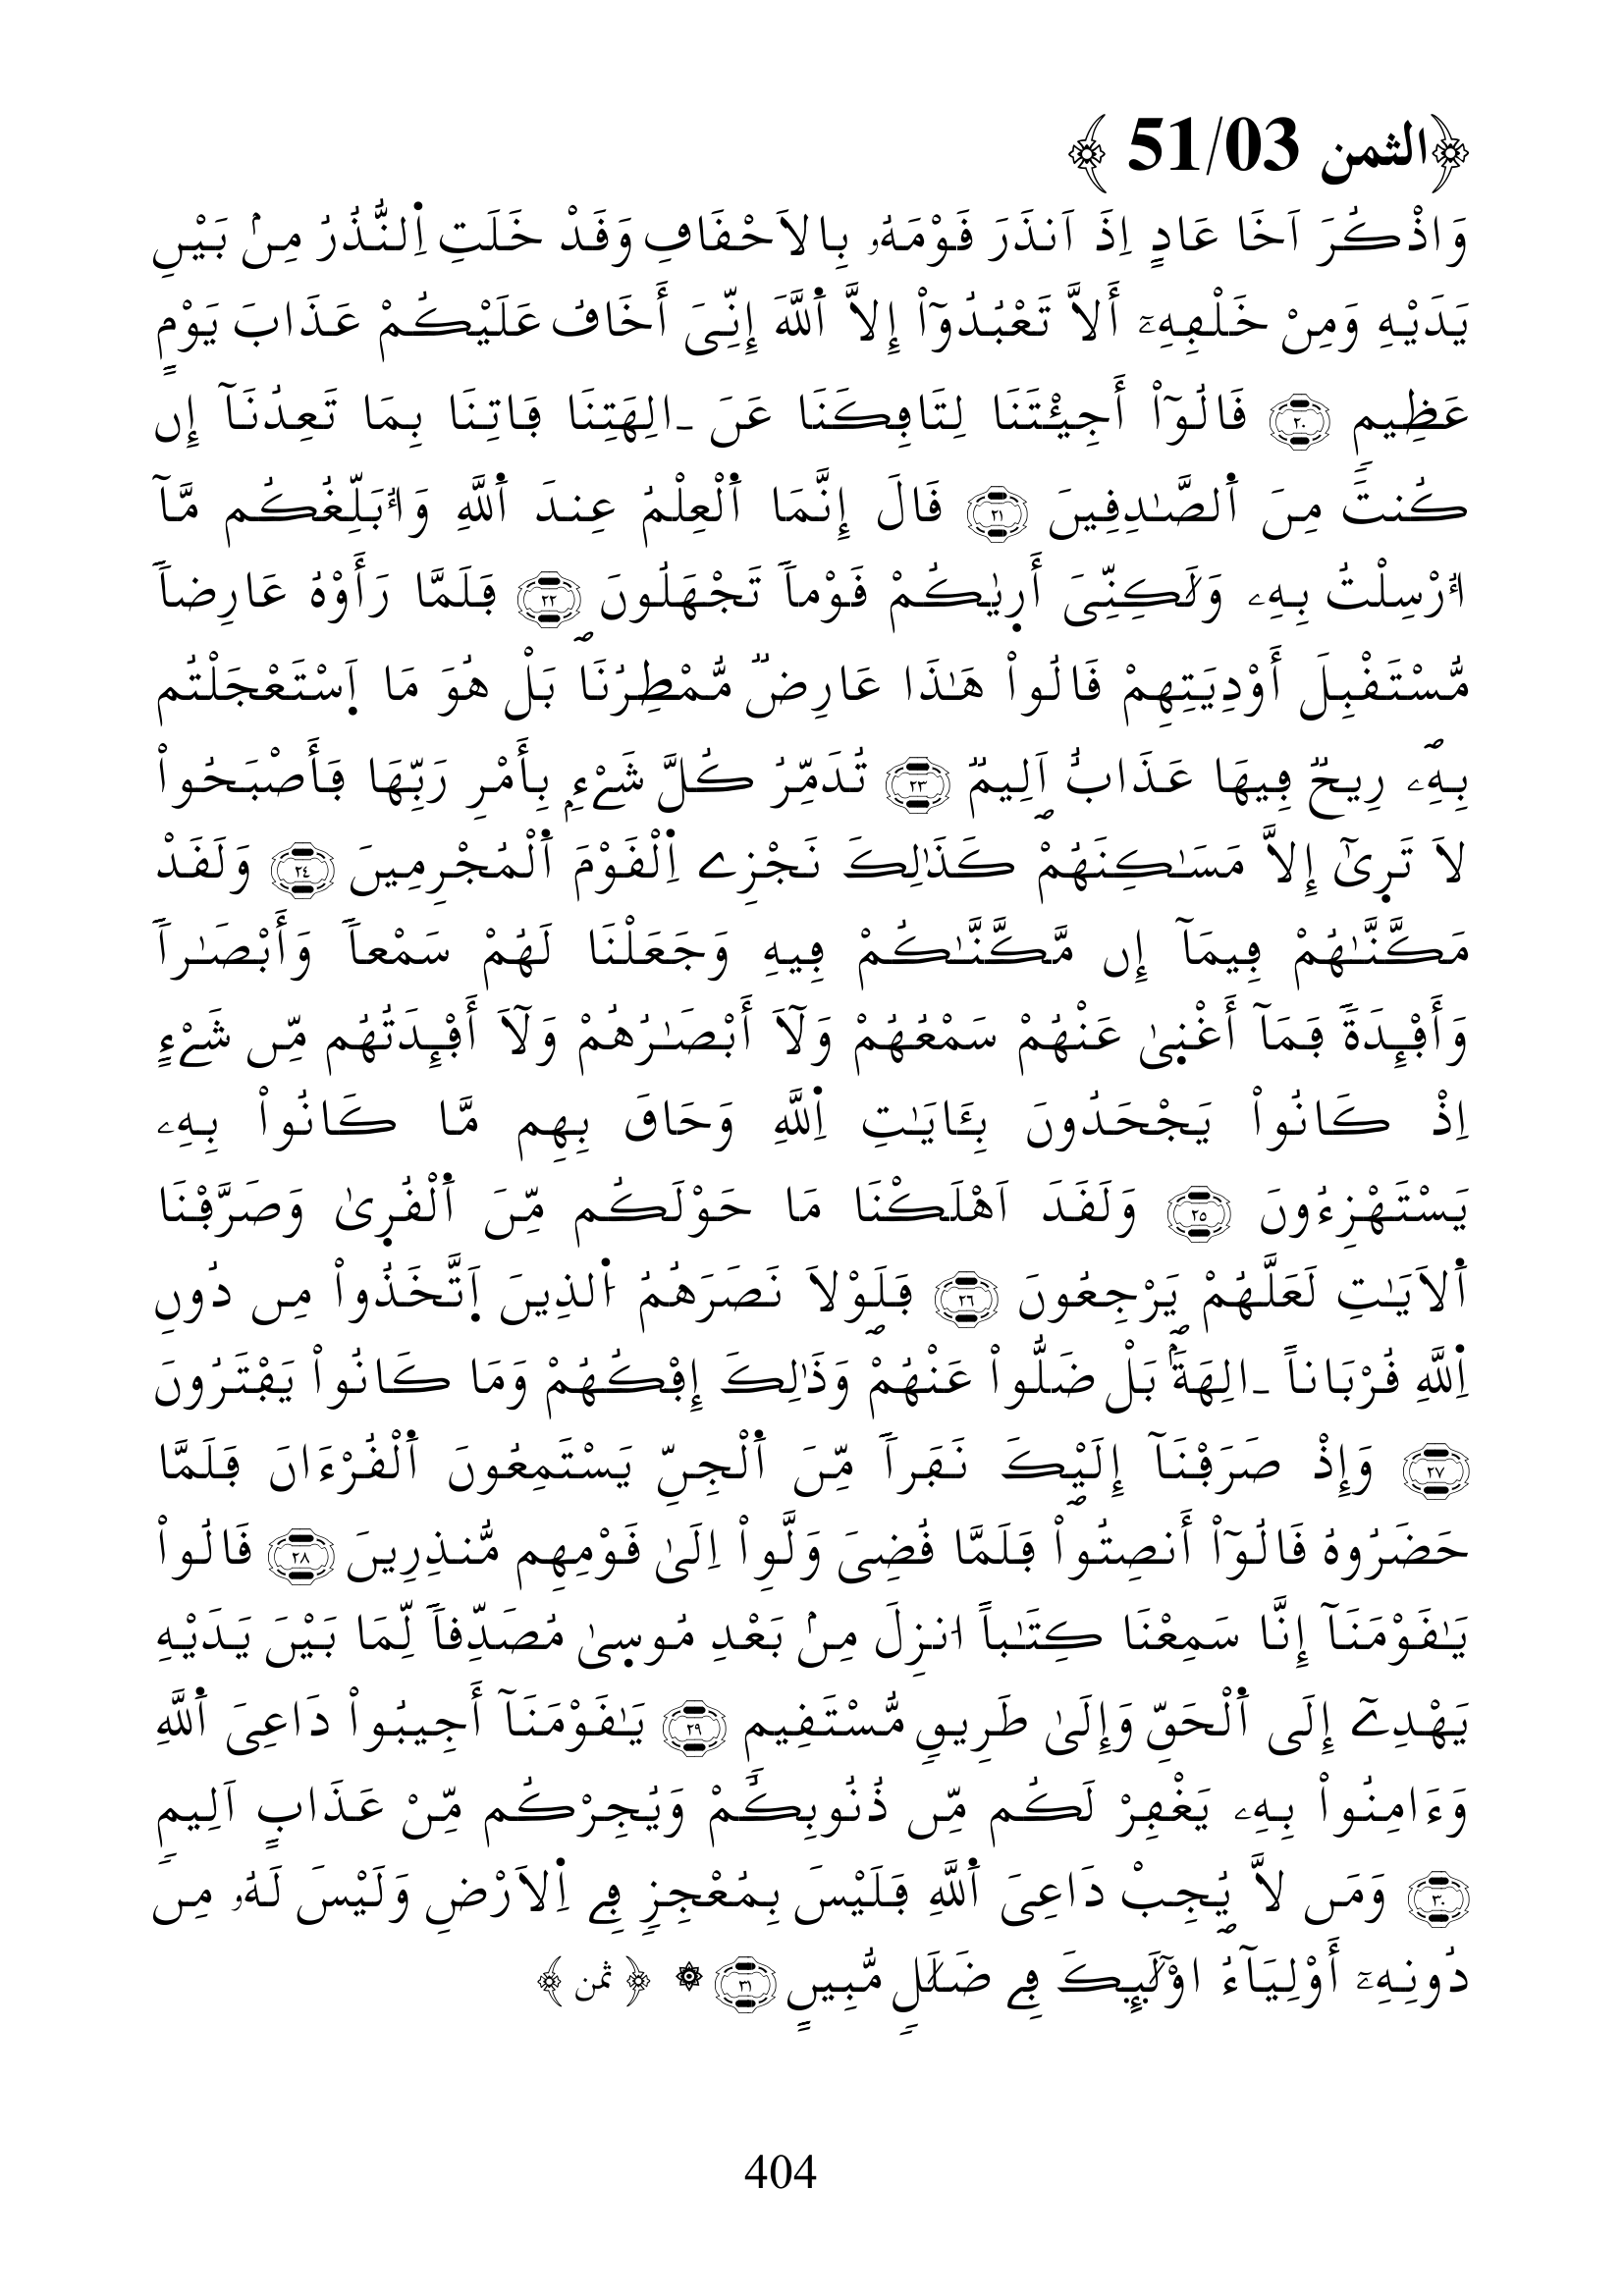 ﴿الثمن 51/03 ﴾
وَاذْكُرَ اَخَا عَادٍ اِذَ اَنذَرَ قَوْمَهُۥ بِالاَحْقَافِ وَقَدْ خَلَتِ اِ۬لنُّذُرُ مِنۢ بَيْنِ
يَدَيْهِ وَمِنْ خَلْفِهِۦٓ أَلاَّ تَعْبُدُوٓاْ إِلاَّ اَ۬للَّهَ إِنِّىَ أَخَافُ عَلَيْكُمْ عَذَابَ يَوْمٍ
عَظِيمٖ ٢٠ قَالُوٓاْ أَجِئْتَنَا لِتَافِكَنَا عَنَ ـالِهَتِنَا فَاتِنَا بِمَا تَعِدُنَآ إِن
كُنتَ مِنَ اَ۬لصَّٰدِقِينَ ٢١ قَالَ إِنَّمَا اَ۬لْعِلْمُ عِندَ اَ۬للَّهِ وَأُبَلِّغُكُم مَّآ
أُرْسِلْتُ بِهِۦ وَلَٰكِنِّىَ أَر۪يٰكُمْ قَوْماٗ تَجْهَلُونَۖ ٢٢ فَلَمَّا رَأَوْهُ عَارِضاٗ
مُّسْتَقْبِلَ أَوْدِيَتِهِمْ قَالُواْ هَٰذَا عَارِضٞ مُّمْطِرُنَاۖ بَلْ هُوَ مَا اَ۪سْتَعْجَلْتُم
بِهِۦۖ رِيحٞ فِيهَا عَذَابٌ اَلِيمٞۖ ٢٣ تُدَمِّرُ كُلَّ شَےْءِۢ بِأَمْرِ رَبِّهَا فَأَصْبَحُواْ
لاَ تَر۪ىٰٓ إِلاَّ مَسَٰكِنَهُمْ كَذَٰلِكَ نَجْزِے اِ۬لْقَوْمَ اَ۬لْمُجْرِمِينَ ٢٤ وَلَقَدْ
مَكَّنَّٰهُمْ فِيمَآ إِن مَّكَّنَّٰكُمْ فِيهِ وَجَعَلْنَا لَهُمْ سَمْعاٗ وَأَبْصَٰراٗ
وَأَفْـِٕدَةٗ فَمَآ أَغْن۪ىٰ عَنْهُمْ سَمْعُهُمْ وَلَآ أَبْصَٰرُهُمْ وَلَآ أَفْـِٕدَتُهُم مِّن شَےْءٍ
اِذْ كَانُواْ يَجْحَدُونَ بِـَٔايَٰتِ اِ۬للَّهِ وَحَاقَ بِهِم مَّا كَانُواْ بِهِۦ
يَسْتَهْزِءُونَ ٢٥ وَلَقَدَ اَهْلَكْنَا مَا حَوْلَكُم مِّنَ اَ۬لْقُر۪ىٰ وَصَرَّفْنَا
اَ۬لاَيَٰتِ لَعَلَّهُمْ يَرْجِعُونَۖ ٢٦ فَلَوْلاَ نَصَرَهُمُ اُ۬لذِينَ اَ۪تَّخَذُواْ مِن دُونِ
اِ۬للَّهِ قُرْبَاناً ـالِهَةَۢۖ بَلْ ضَلُّواْ عَنْهُمْ وَذَٰلِكَ إِفْكُهُمْ وَمَا كَانُواْ يَفْتَرُونَ
٢٧ وَإِذْ صَرَفْنَآ إِلَيْكَ نَفَراٗ مِّنَ اَ۬لْجِنِّ يَسْتَمِعُونَ اَ۬لْقُرْءَانَ فَلَمَّا
حَضَرُوهُ قَالُوٓاْ أَنصِتُواْ فَلَمَّا قُضِىَ وَلَّوِاْ اِلَىٰ قَوْمِهِم مُّنذِرِينَ ٢٨ قَالُواْ
يَٰقَوْمَنَآ إِنَّا سَمِعْنَا كِتَٰباً ا۟نزِلَ مِنۢ بَعْدِ مُوس۪ىٰ مُصَدِّقاٗ لِّمَا بَيْنَ يَدَيْهِ
يَهْدِےٓ إِلَى اَ۬لْحَقِّ وَإِلَىٰ طَرِيقٖ مُّسْتَقِيمٖ ٢٩ يَٰقَوْمَنَآ أَجِيبُواْ دَاعِىَ اَ۬للَّهِ
وَءَامِنُواْ بِهِۦ يَغْفِرْ لَكُم مِّن ذُنُوبِكُمْ وَيُجِرْكُم مِّنْ عَذَابٍ اَلِيمٖ
٣٠ وَمَن لاَّ يُجِبْ دَاعِىَ اَ۬للَّهِ فَلَيْسَ بِمُعْجِزٖ فِے اِ۬لاَرْضِ وَلَيْسَ لَهُۥ مِن
دُونِهِۦٓ أَوْلِيَآءُ اوْلَٰٓئِكَ فِے ضَلَٰلٖ مُّبِينٍ ٣١ ۞ ﴿ ثمن ﴾
404